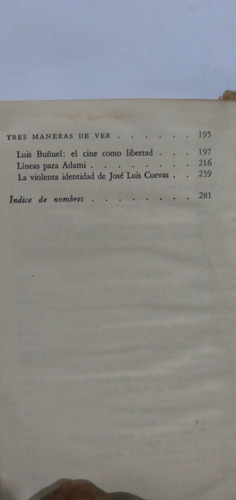 TRES MANERAS DE VER . . . . . . 195
Luis Buñuel: el cine como libertad . . . 197
Líneas para Adami . . . . . . . . 216
La violenta identidad de José Luis Cuevas . . 239
Indice de nombres . . . . . . . . 281